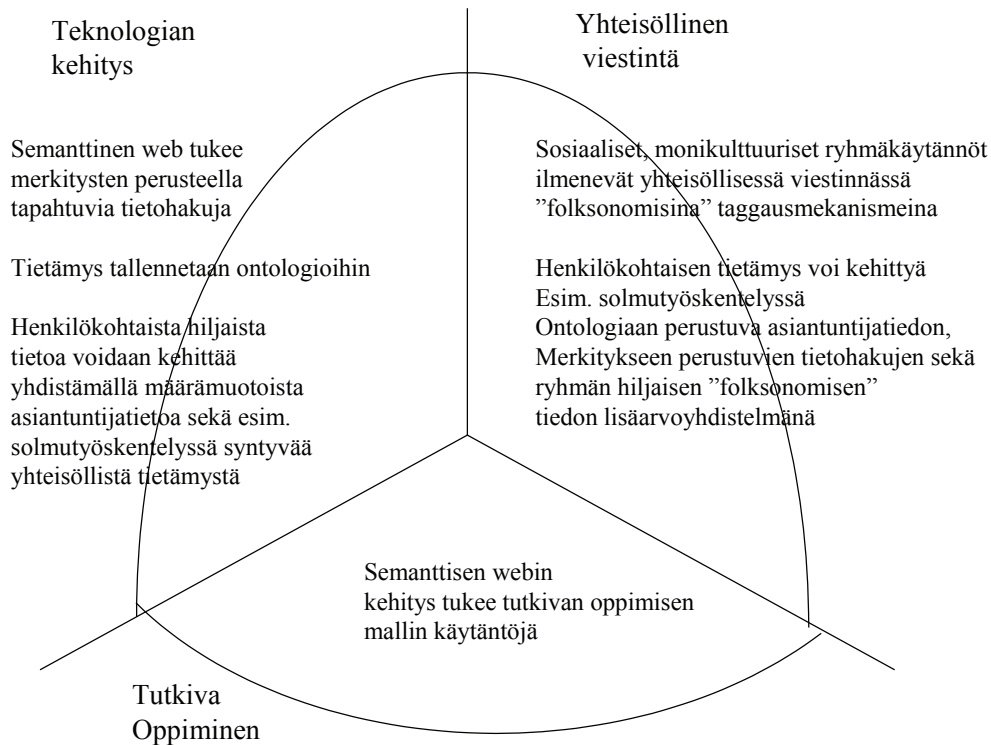 Teknologian
kehitys
Yhteisöllinen
viestintä
Semanttinen web tukee
merkitysten perusteella
tapahtuvia tietohakuja
Tietämys tallennetaan ontologioihin
Henkilökohtaista hiljaista
tietoa voidaan kehittää
yhdistämällä määrämuotoista
asiantuntijatietoa sekä esim.
solmutyöskentelyssä syntyvää
yhteisöllistä tietämystä
Sosiaaliset, monikulttuuriset ryhmäkäytännöt
ilmenevät yhteisöllisessä viestinnässä
”folksonomisina” taggausmekanismeina
Henkilökohtaisen tietämys voi kehittyä
Esim. solmutyöskentelyssä
Ontologiaan perustuva asiantuntijatiedon,
Merkitykseen perustuvien tietohakujen sekä
ryhmän hiljaisen ”folksonomisen”
tiedon lisäarvoyhdistelmänä
Semanttisen webin
kehitys tukee tutkivan oppimisen
mallin käytäntöjä
Tutkiva
Oppiminen